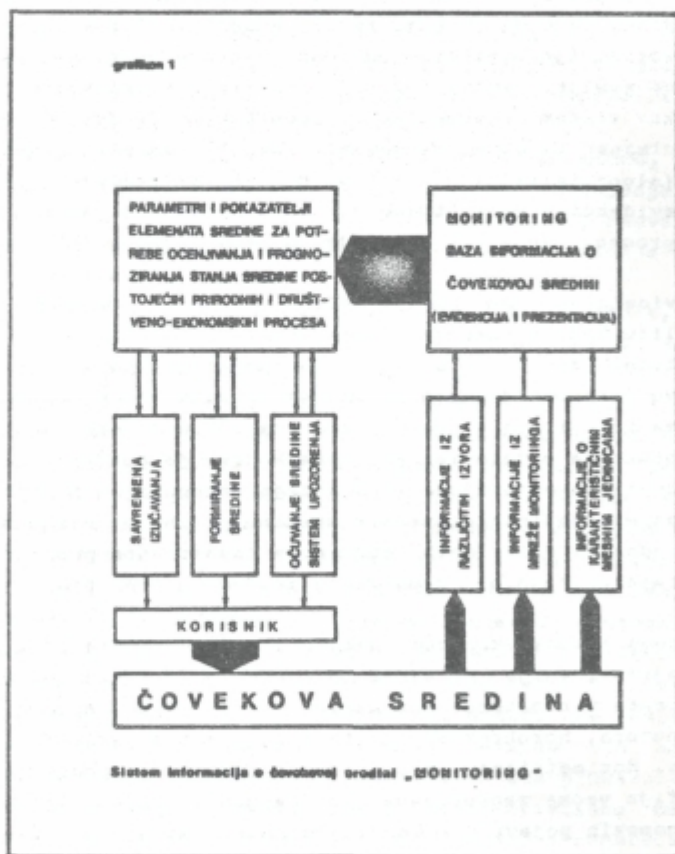 grafikon 1
PARAMETRI I POKAZATELJI
ELEMENATA SREDINE ZA POT-
REBE OCENJIVANJA I PROGNO-
ZIRANJA STANJA SREDINE POS-
TOJEĆIH PRIRODNIH I DRUŠT-
VENO-EKONOMSKIH PROCESA
MONITORING
BAZA INFORMACIJA O
ČOVEKOVOJ SREDINI
(EVIDENCIJA I PREZENTACIJA)
SAVREMENA
IZUČAVANJA
FORMIRANJE
SREDINE
OČUVANJE SREDINE
SISTEM UPOZORENJA
INFORMACIJE IZ
RAZLIČITIH IZVORA
INFORMACIJE IZ
MREŽE MONITORINGA
INFORMACIJE O
KARAKTERISTIČNIM
MESNIM JEDINICAMA
KORISNIK
ČOVEKOVA SREDINA
Sistem informacija o čovekovoj sredini „MONITORING"